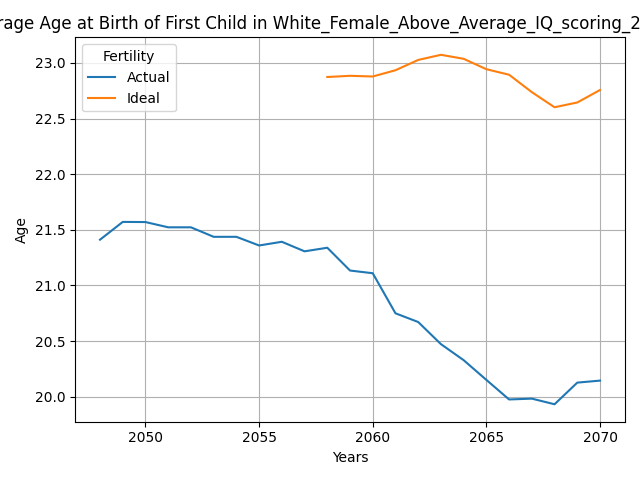 Average Age at Birth of First Child in White_Female_Above_Average_IQ_scoring_2
Fertility
Actual
Ideal
23.0
22.5
22.0
21.5
21.0
20.5
20.0
Age
2050 2055 2060 2065 2070
Years